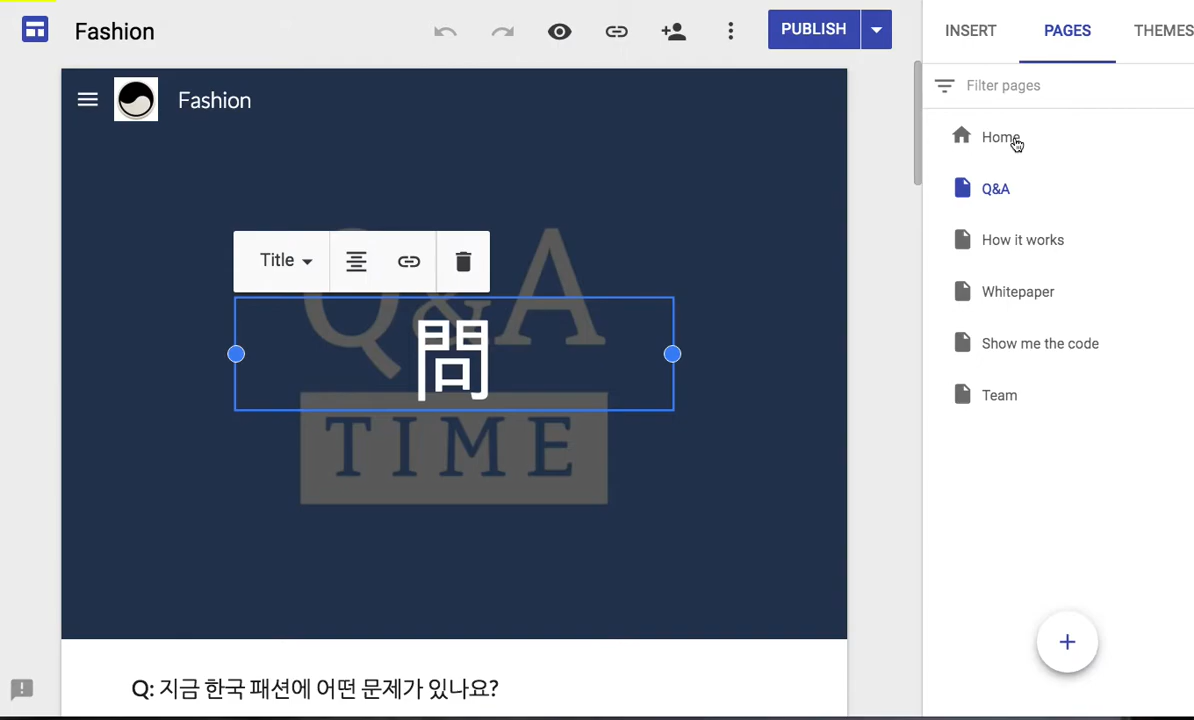 Fashion
PUBLISH
INSERT
PAGES
THEMES
Fashion
Filter pages
Home
Q&A
How it works
Whitepaper
Show me the code
Team
Title
Q&A
問
TIME
Q: 지금 한국 패션에 어떤 문제가 있나요?